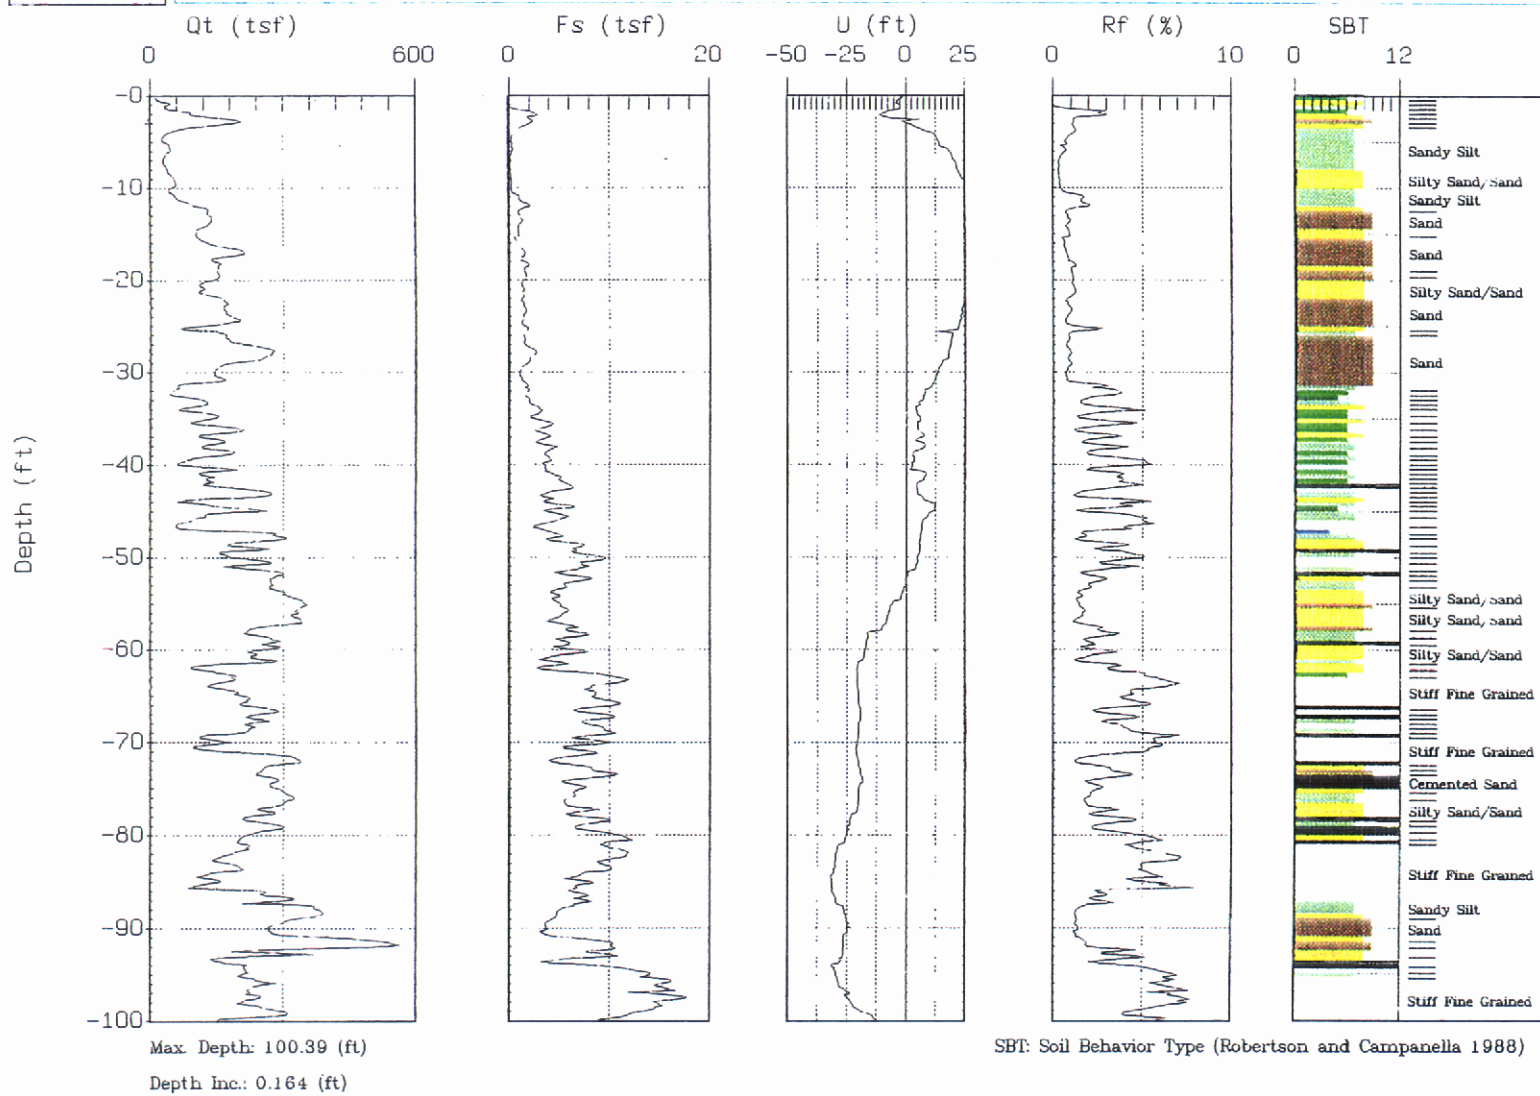 Qt (tsf) Fs (tsf) U (ft) Rf (%) SBT
0 600 0 20 -50 -25 0 25 0 10 0 12
-0
Sandy Silt
-10
Silty Sand/Sand
Sandy Silt
Sand
Sand
-20
Silty Sand/Sand
Sand
-30
Sand
-40
Depth (ft)
-50
Silty Sand/Sand
Silty Sand/Sand
-60
Silty Sand/Sand
Stiff Fine Grained
-70
Stiff Fine Grained
Cemented Sand
Silty Sand/Sand
-80
Stiff Fine Grained
Sandy Silt
-90
Sand
Stiff Fine Grained
-100
Max. Depth: 100.39 (ft)
SBT: Soil Behavior Type (Robertson and Campanella 1988)
Depth Inc.: 0.164 (ft)